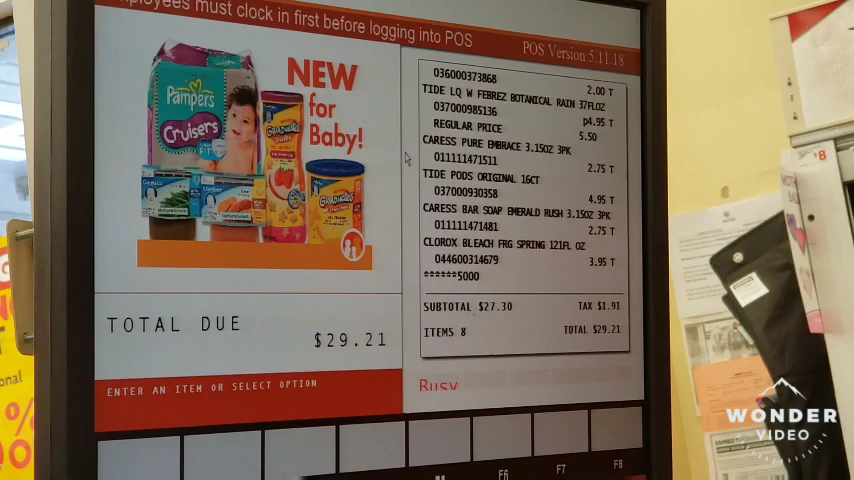 mployees must clock in first before logging into POS
POS Version 5.11.18
NEW
for
Baby!
Pampers
Cruisers
GRADUATES
Gerber
GRADUATES
036000373868
2.00 T
TIDE LQ W FEBREZ BOTANICAL RAIN 37FLOZ
037000985136 p4.95 T
REGULAR PRICE 5.50
CARESS PURE EMBRACE 3.15OZ 3PK
011111471511 2.75 T
TIDE PODS ORIGINAL 16CT
037000930358 4.95 T
CARESS BAR SOAP EMERALD RUSH 3.15OZ 3PK
011111471481 2.75 T
CLOROX BLEACH FRG SPRING 121FL OZ
044600314679 3.95 T
******5000
SUBTOTAL $27.30 TAX $1.91
ITEMS 8 TOTAL $29.21
TOTAL DUE
$29.21
ENTER AN ITEM OR SELECT OPTION
Busy
F6 F7 F8
$8
WONDER
VIDEO